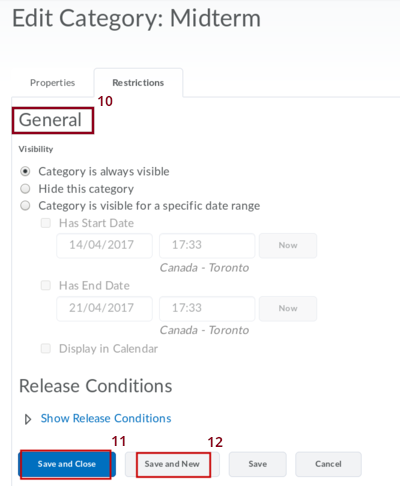 Edit Category: Midterm
Properties
Restrictions
10
General
Visibility
Category is always visible
Hide this category
Category is visible for a specific date range
Has Start Date
14/04/2017 17:33 Now
Canada - Toronto
Has End Date
21/04/2017 17:33 Now
Canada - Toronto
Display in Calendar
Release Conditions
Show Release Conditions
11 12
Save and Close Save and New Save Cancel